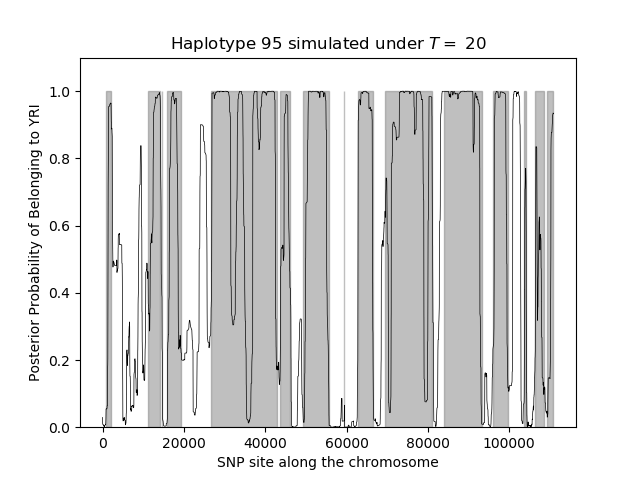 Haplotype 95 simulated under T = 20
Posterior Probability of Belonging to YRI
1.0
0.8
0.6
0.4
0.2
0.0
0 20000 40000 60000 80000 100000
SNP site along the chromosome